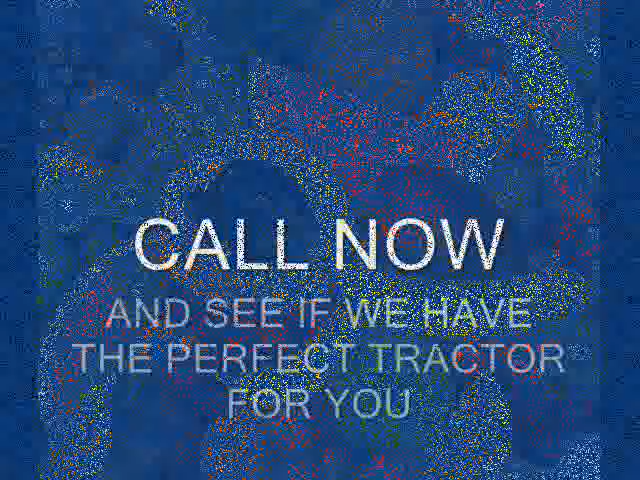 CALL NOW
AND SEE IF WE HAVE
THE PERFECT TRACTOR
FOR YOU